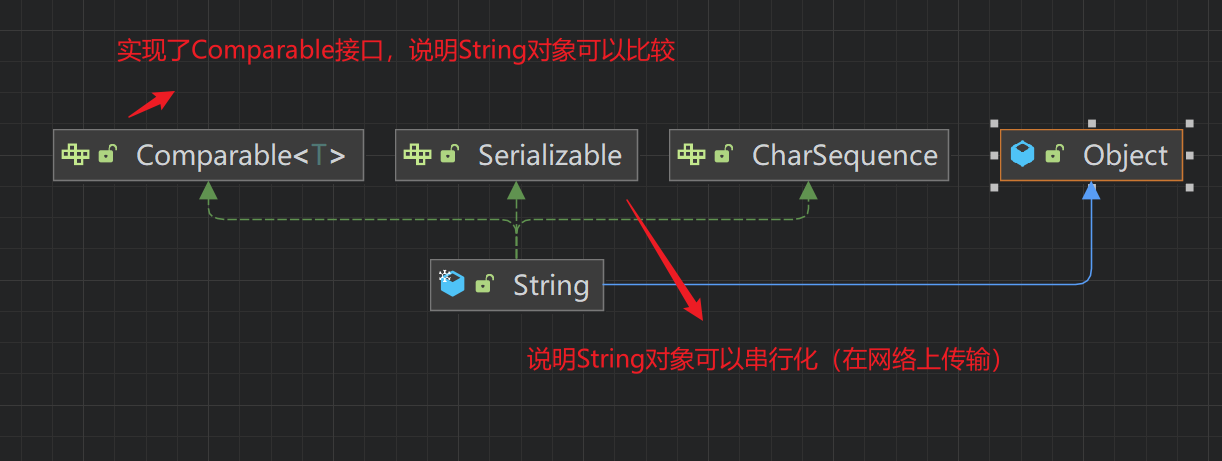 实现了Comparable接口，说明String对象可以比较
Comparable<T>
Serializable
CharSequence
Object
String
说明String对象可以串行化（在网络上传输）